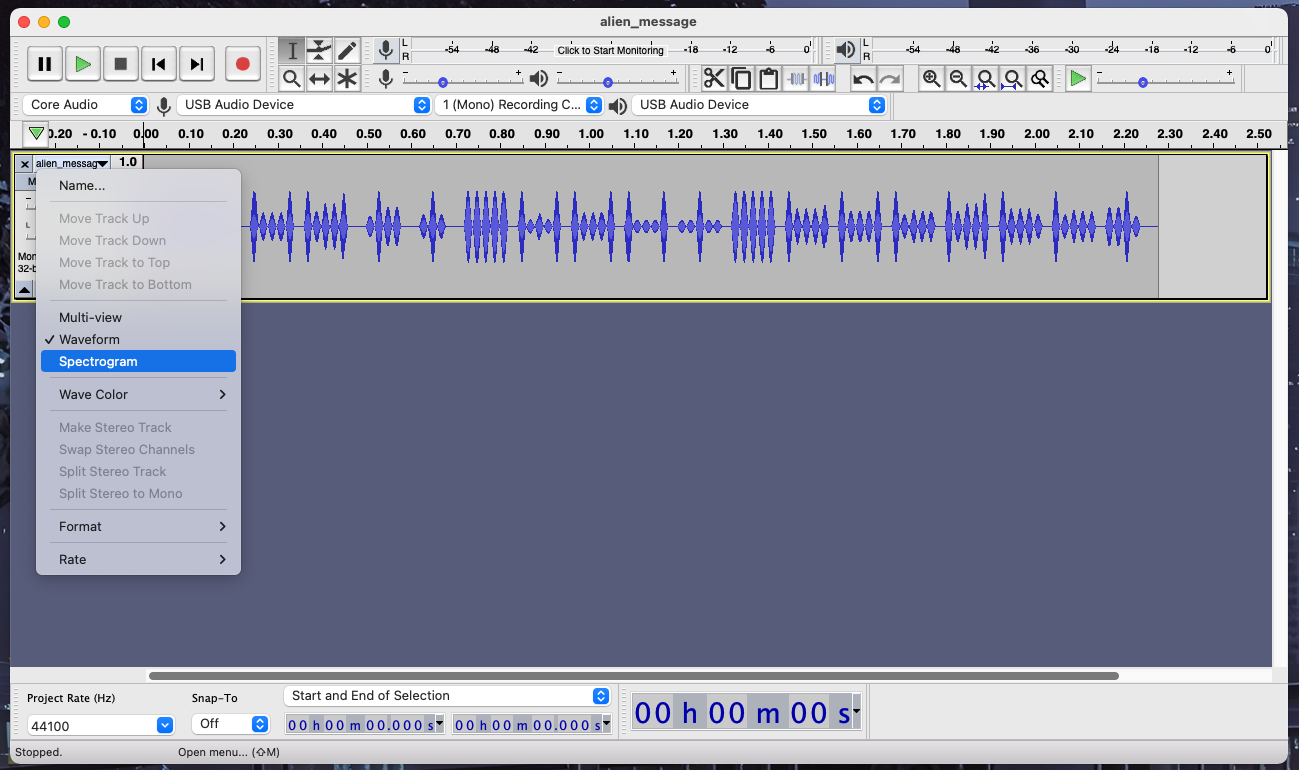 alien_message
L
R
-54 -48 -42 Click to Start Monitoring -18 -12 -6 0
L
R
-54 -48 -42 -36 -30 -24 -18 -12 -6 0
- + - + - +
Core Audio USB Audio Device 1 (Mono) Recording C... USB Audio Device
0.20 - 0.10 0.00 0.10 0.20 0.30 0.40 0.50 0.60 0.70 0.80 0.90 1.00 1.10 1.20 1.30 1.40 1.50 1.60 1.70 1.80 1.90 2.00 2.10 2.20 2.30 2.40 2.50
alien_messag 1.0
M
Mon
32-b
Name...
Move Track Up
Move Track Down
Move Track to Top
Move Track to Bottom
Multi-view
✓ Waveform
Spectrogram
Wave Color
Make Stereo Track
Swap Stereo Channels
Split Stereo Track
Split Stereo to Mono
Format
Rate
Project Rate (Hz) Snap-To Start and End of Selection
44100 Off 00 h 00 m 00.000 s 00 h 00 m 00.000 s 00 h 00 m 00 s
Stopped. Open menu... (⇧M)